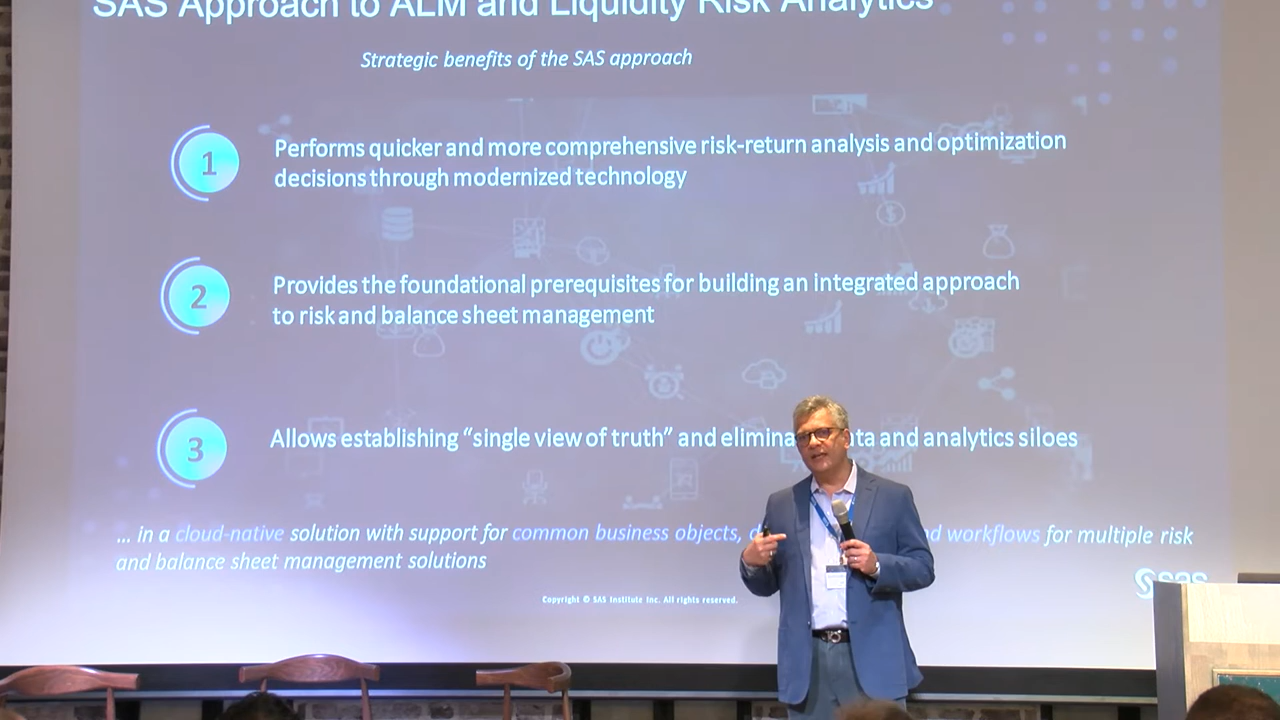 SAS Approach to ALM and Liquidity Risk Analytics
Strategic benefits of the SAS approach
1
Performs quicker and more comprehensive risk-return analysis and optimization
decisions through modernized technology
2
Provides the foundational prerequisites for building an integrated approach
to risk and balance sheet management
3
Allows establishing “single view of truth” and and analytics siloes
... in a cloud-native solution with support for common business objects, workflows for multiple risk
and balance sheet management solutions
Copyright © SAS Institute Inc. All rights reserved.
sas